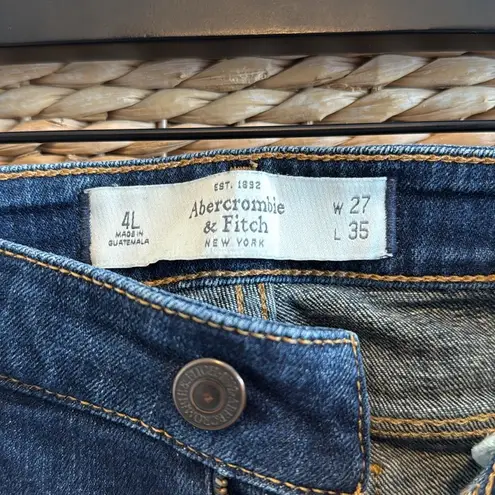 EST. 1892
4L
MADE IN
GUATEMALA
Abercrombie
& Fitch
NEW YORK
W 27
L 35